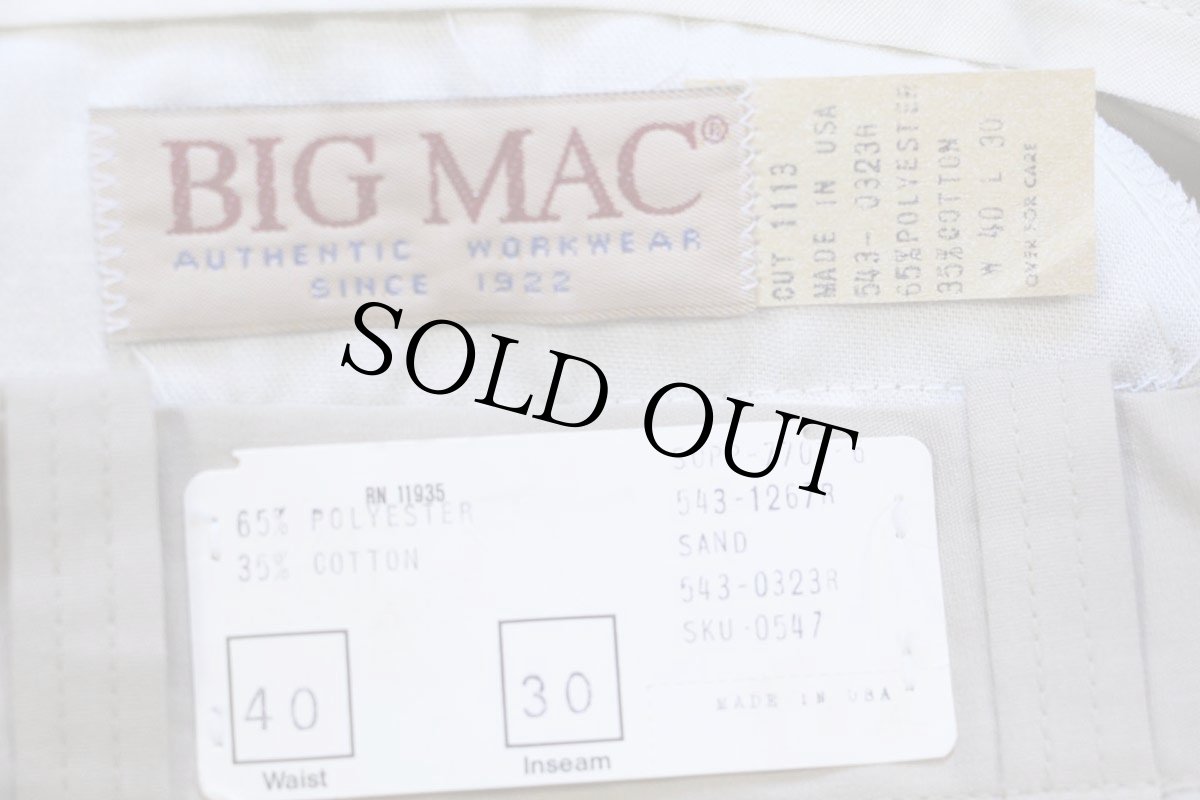 BIG MAC®
AUTHENTIC WORKWEAR
SINCE 1922
CUT 1113
MADE IN USA
543-0323R
65%POLYESTER
35%COTTON
W 40 L 30
OVER FOR CARE
SOLD OUT
RN 11935
65% POLYESTER
35% COTTON
40
Waist
30
Inseam
543-1267R
SAND
543-0323R
SKU-0547
MADE IN USA